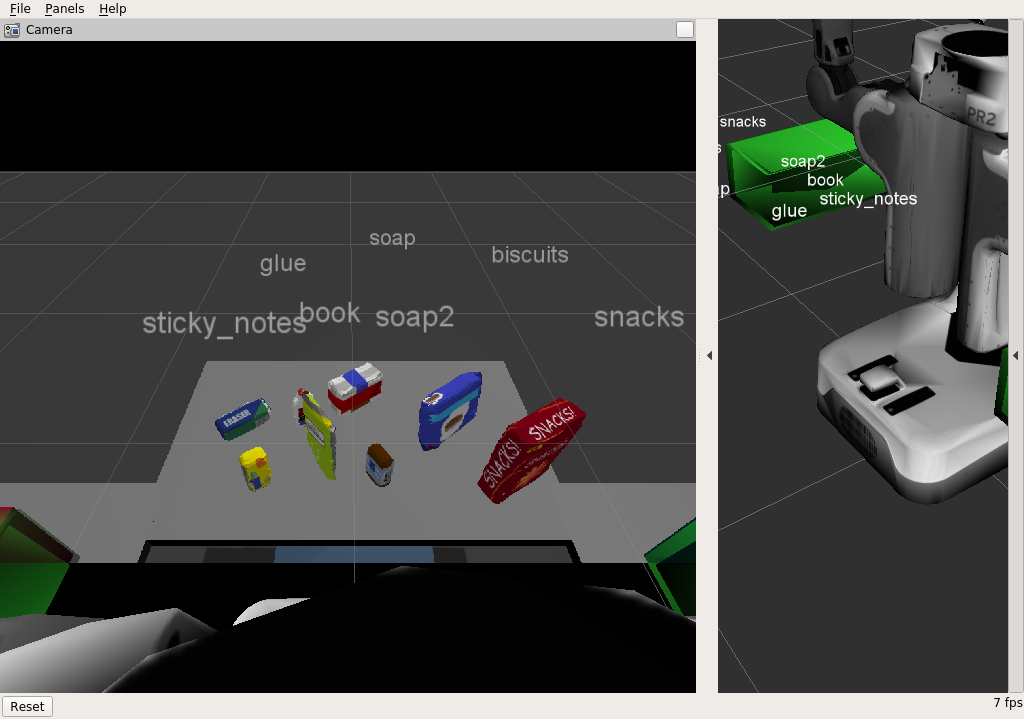 File Panels Help
Camera
soap
glue
biscuits
sticky_notes
book
soap2
snacks
ERASER
SNACKS!
SNACKS!
Reset
PR2
snacks
s
soap2
book
p
sticky_notes
glue
7 fps